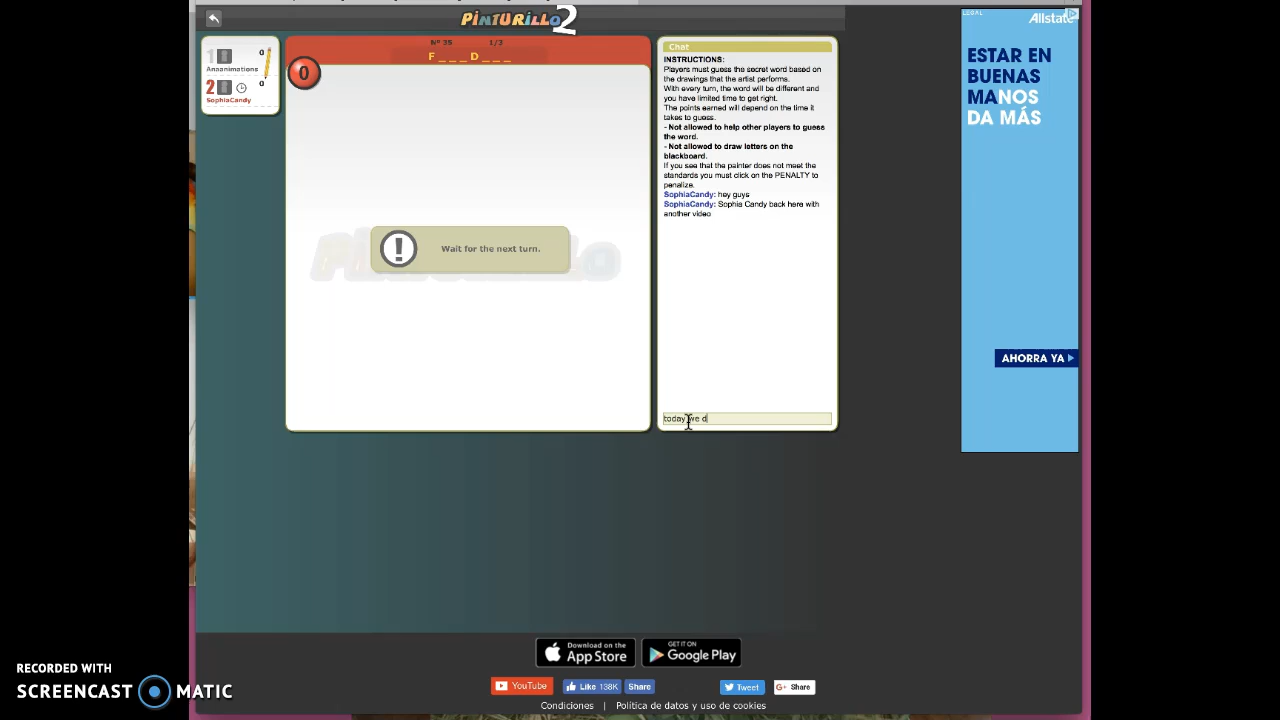 PINTURILLO 2
1
0
Anaanimations
2
0
SophiaCandy
Nº 35 1/3
F _ _ _ D _ _ _
0
Wait for the next turn.
Chat
INSTRUCTIONS:
Players must guess the secret word based on
the drawings that the artist performs.
With every turn, the word will be different and
you have limited time to get right.
The points earned will depend on the time it
takes to guess.
- Not allowed to help other players to guess
the word.
- Not allowed to draw letters on the
blackboard.
If you see that the painter does not meet the
standards you must click on the PENALTY to
penalize.
SophiaCandy: hey guys
SophiaCandy: Sophia Candy back here with
another video
today we d
LEGAL
Allstate
ESTAR EN
BUENAS
MANOS
DA MÁS
AHORRA YA
Download on the
App Store
GET IT ON
Google Play
YouTube
Like 138K
Share
Tweet
G+ Share
Condiciones | Política de datos y uso de cookies
RECORDED WITH
SCREENCAST MATIC